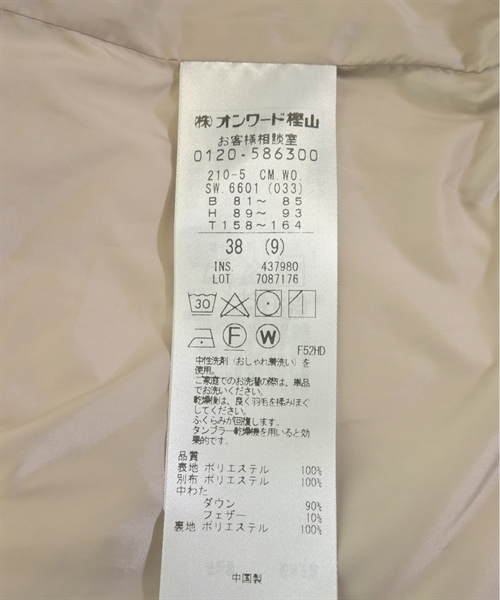 (株)オンワード樫山
お客様相談室
0120-586300
210-5 CM.WO.
SW.6601(033)
B 81～ 85
H 89～ 93
T158～164
38 (9)
INS. 437980
LOT 7087176
30
F W
F52HD
中性洗剤(おしゃれ着洗い)を
使用。
ご家庭でのお洗濯の際は、単品
でお洗いください。
乾燥後は、良く羽毛を揉みほぐ
してください。
ふくらみが回復します。
タンブラー乾燥機を用いると効
果的です。
品質
表地 ポリエステル 100%
別布 ポリエステル 100%
中わた
ダウン 90%
フェザー 10%
裏地 ポリエステル 100%
中国製